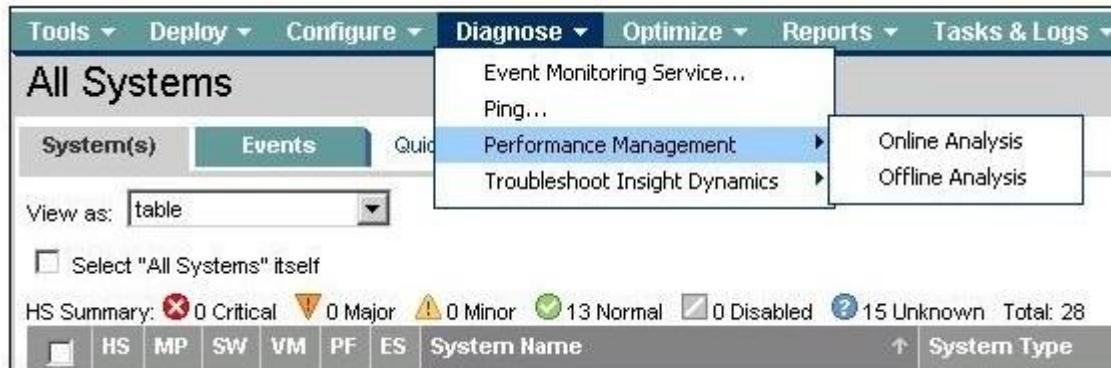 Tools Deploy Configure Diagnose Optimize Reports Tasks & Logs
All Systems
Event Monitoring Service...
Ping...
System(s) Events Quic
Performance Management
Online Analysis
Troubleshoot Insight Dynamics
Offline Analysis
View as: table
Select "All Systems" itself
HS Summary: 0 Critical 0 Major 0 Minor 13 Normal 0 Disabled 15 Unknown Total: 28
HS MP SW VM PF ES System Name System Type